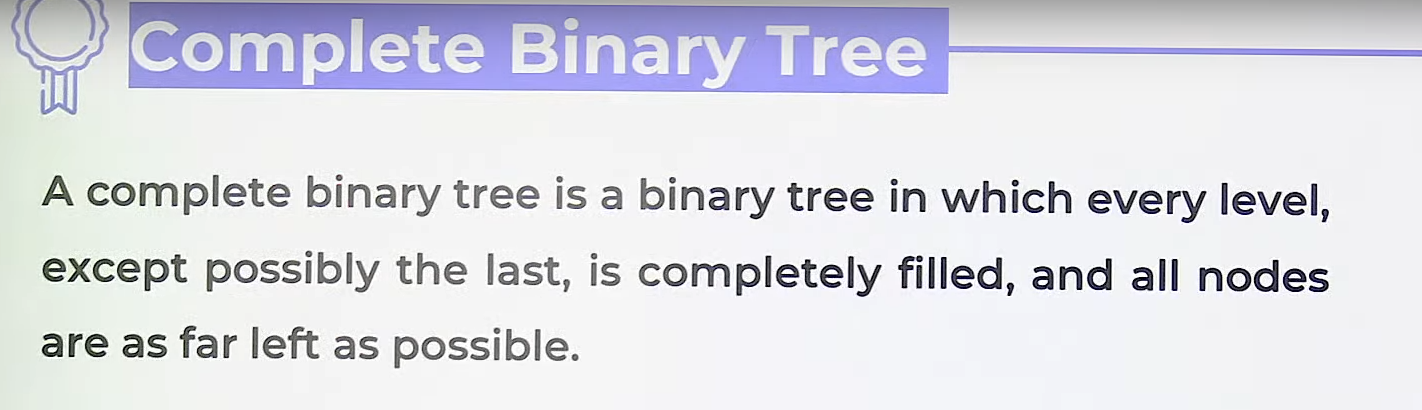 Complete Binary Tree
A complete binary tree is a binary tree in which every level,
except possibly the last, is completely filled, and all nodes
are as far left as possible.